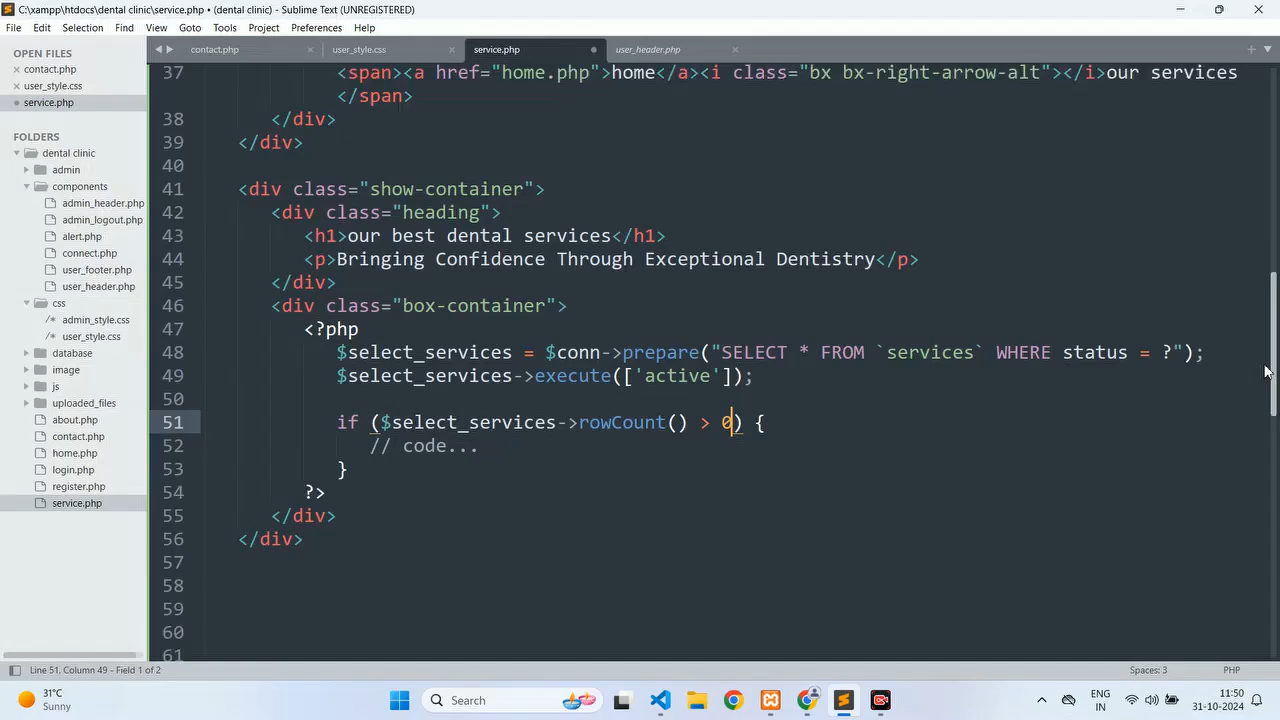 C:\xampp\htdocs\dental clinic\service.php • (dental clinic) - Sublime Text (UNREGISTERED)
File Edit Selection Find View Goto Tools Project Preferences Help
OPEN FILES
contact.php
user_style.css
service.php
FOLDERS
dental clinic
admin
components
admin_header.php
admin_logout.php
alert.php
connect.php
user_footer.php
user_header.php
css
admin_style.css
user_style.css
database
image
js
uploaded_files
about.php
contact.php
home.php
login.php
register.php
service.php
contact.php user_style.css service.php user_header.php
37 <span><a href="home.php">home</a><i class="bx bx-right-arrow-alt"></i>our services
</span>
38 </div>
39 </div>
40
41 <div class="show-container">
42 <div class="heading">
43 <h1>our best dental services</h1>
44 <p>Bringing Confidence Through Exceptional Dentistry</p>
45 </div>
46 <div class="box-container">
47 <?php
48 $select_services = $conn->prepare("SELECT * FROM `services` WHERE status = ?");
49 $select_services->execute(['active']);
50
51 if ($select_services->rowCount() > 0) {
52 // code...
53 }
54 ?>
55 </div>
56 </div>
57
58
59
60
61
Line 51, Column 49 - Field 1 of 2 Spaces: 3 PHP
31°C
Sunny
Search
ENG
IN
11:50
31-10-2024